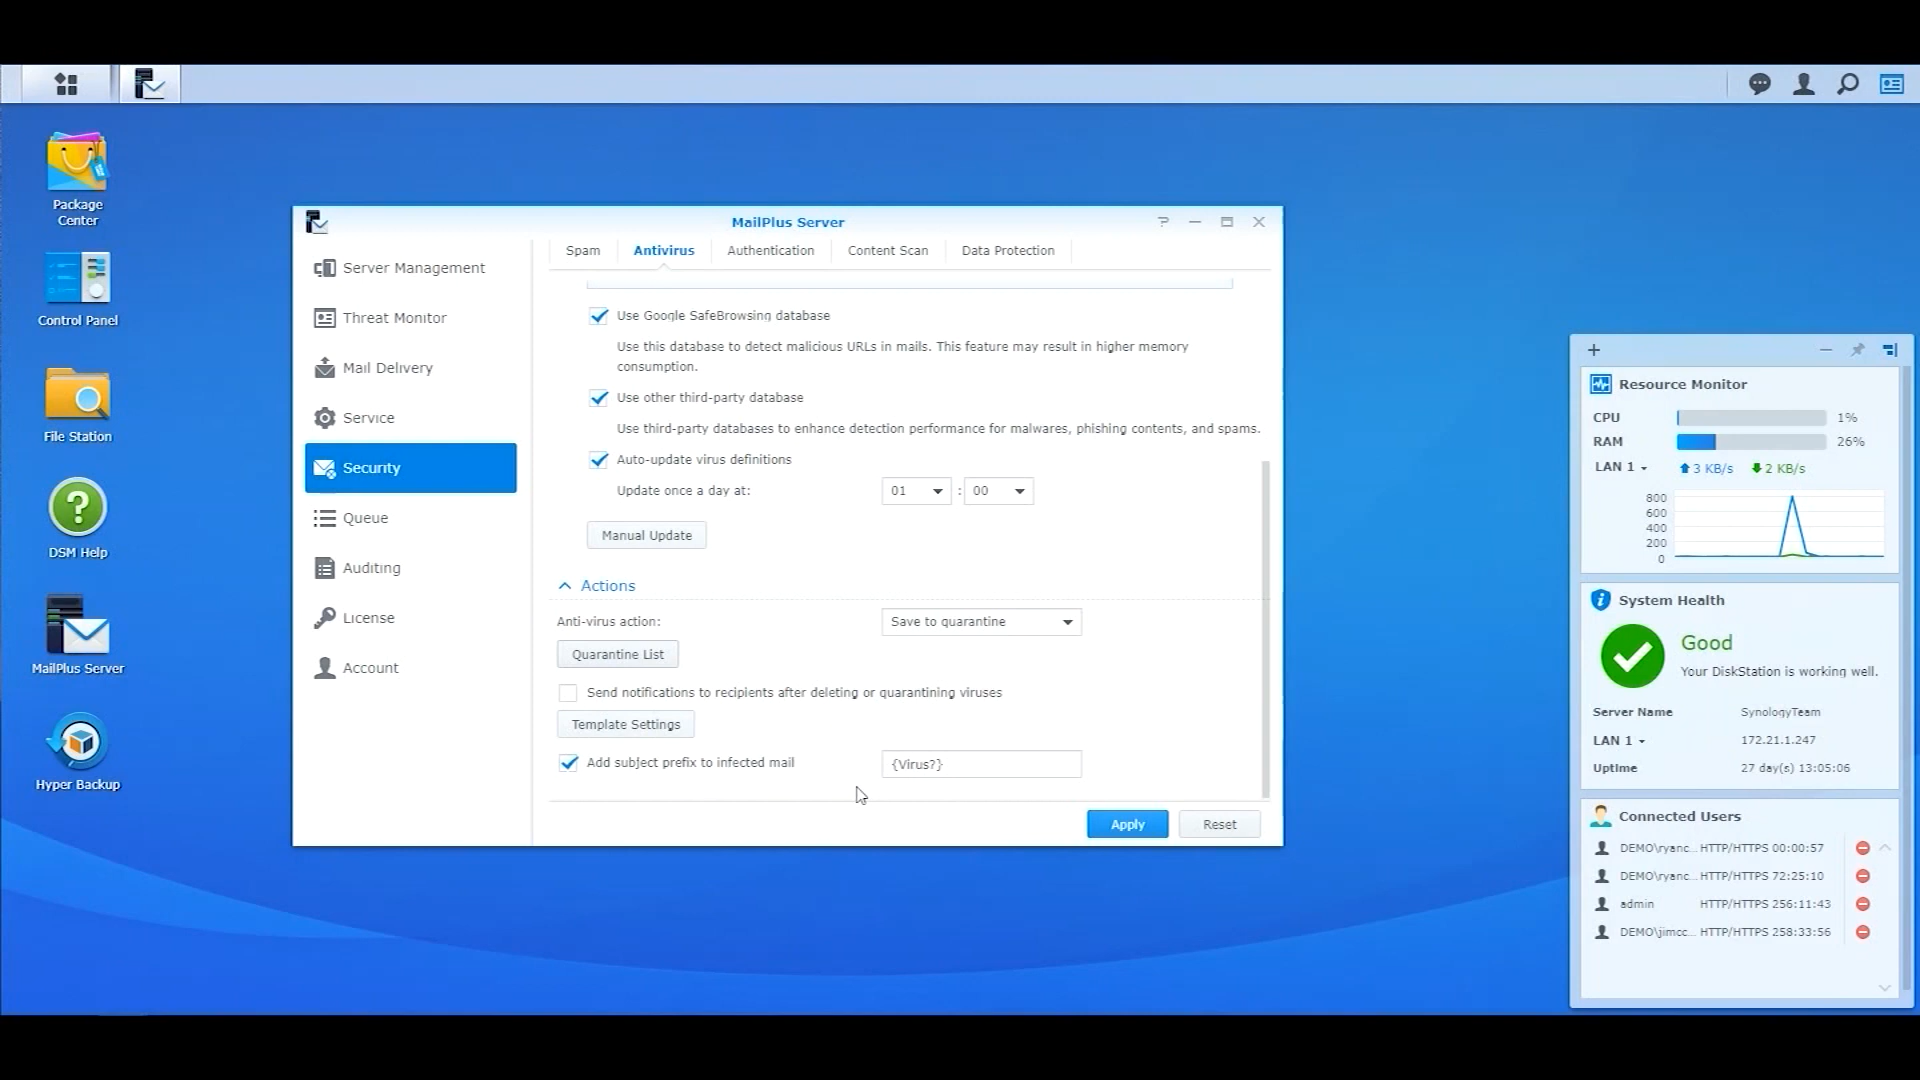 Package
Center
Control Panel
File Station
DSM Help
MailPlus Server
Hyper Backup
MailPlus Server
Server Management
Threat Monitor
Mail Delivery
Service
Security
Queue
Auditing
License
Account
Spam
Antivirus
Authentication
Content Scan
Data Protection
Use Google SafeBrowsing database
Use this database to detect malicious URLs in mails. This feature may result in higher memory
consumption.
Use other third-party database
Use third-party databases to enhance detection performance for malwares, phishing contents, and spams.
Auto-update virus definitions
Update once a day at: 01 : 00
Manual Update
Actions
Anti-virus action: Save to quarantine
Quarantine List
Send notifications to recipients after deleting or quarantining viruses
Template Settings
Add subject prefix to infected mail {Virus?}
Apply
Reset
Resource Monitor
CPU 1%
RAM 26%
LAN 1 3 KB/s 2 KB/s
800
600
400
200
0
System Health
Good
Your DiskStation is working well.
Server Name SynologyTeam
LAN 1 172.21.1.247
Uptime 27 day(s) 13:05:06
Connected Users
DEMO\ryanc... HTTP/HTTPS 00:00:57
DEMO\ryanc... HTTP/HTTPS 72:25:10
admin HTTP/HTTPS 256:11:43
DEMO\jimcc... HTTP/HTTPS 258:33:56